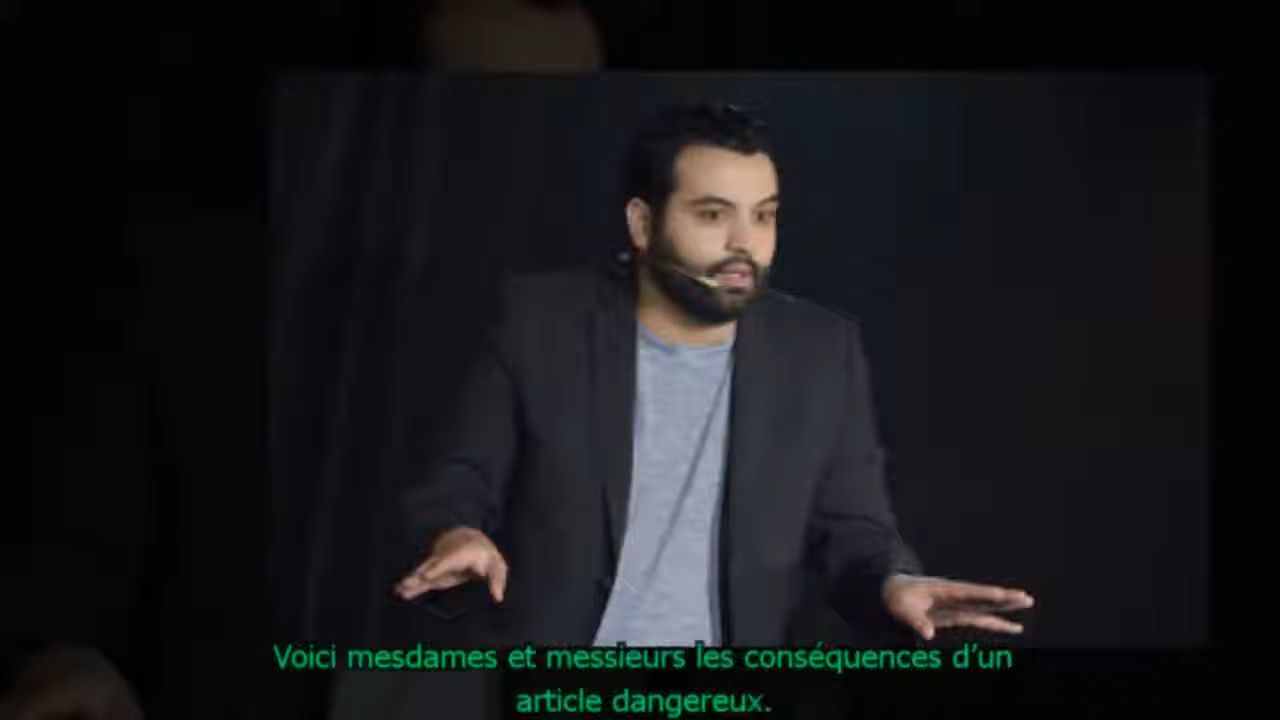 Voici mesdames et messieurs les conséquences d’un
article dangereux.